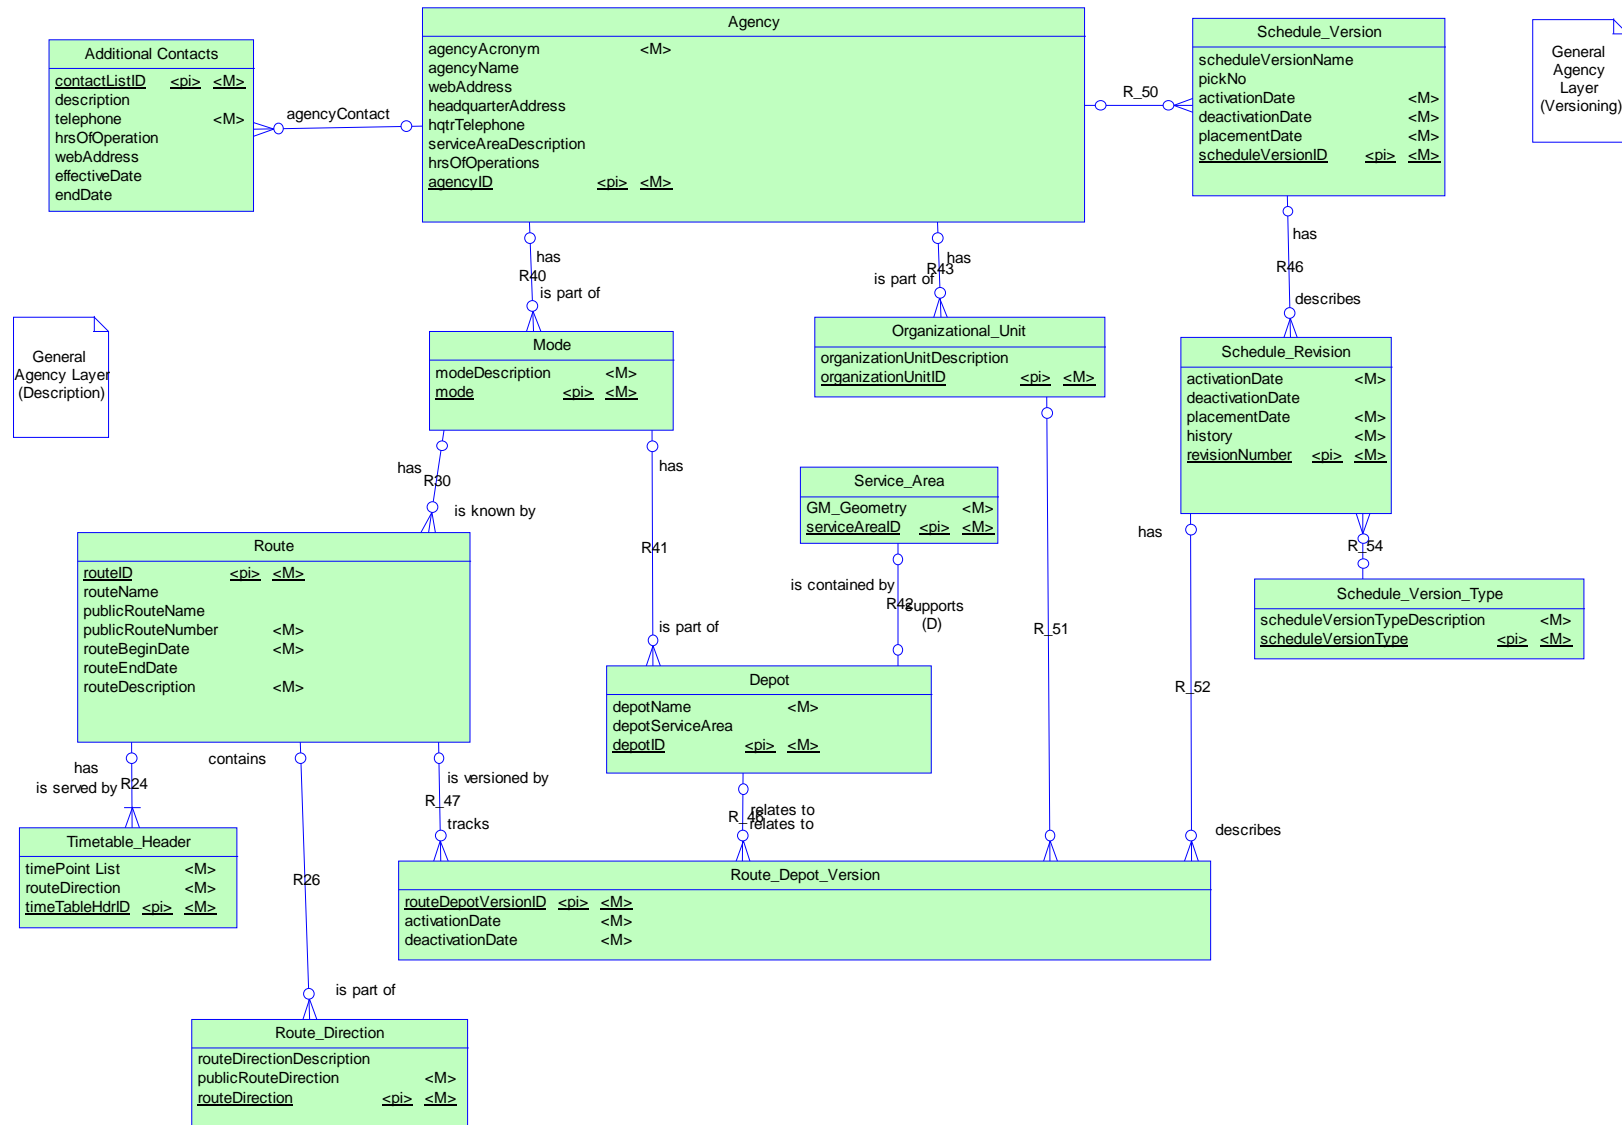 Agency
agencyAcronym <M>
agencyName
webAddress
headquarterAddress
hqtrTelephone
serviceAreaDescription
hrsOfOperations
agencyID <pi> <M>
Additional Contacts
contactListID <pi> <M>
description
telephone <M>
hrsOfOperation
webAddress
effectiveDate
endDate
agencyContact
Schedule_Version
scheduleVersionName
pickNo
activationDate <M>
deactivationDate <M>
placementDate <M>
scheduleVersionID <pi> <M>
R_50
General
Agency
Layer
(Versioning)
has
R40
is part of
has
R43
is part of
has
R46
describes
General
Agency Layer
(Description)
Mode
modeDescription <M>
mode <pi> <M>
Organizational_Unit
organizationUnitDescription
organizationUnitID <pi> <M>
Schedule_Revision
activationDate <M>
deactivationDate
placementDate <M>
history <M>
revisionNumber <pi> <M>
has
R30
is known by
has
R41
is part of
Service_Area
GM_Geometry <M>
serviceAreaID <pi> <M>
is contained by
R42
supports
(D)
R_51
has
R_52
describes
R_54
Schedule_Version_Type
scheduleVersionTypeDescription <M>
scheduleVersionType <pi> <M>
Route
routeID <pi> <M>
routeName
publicRouteName
publicRouteNumber <M>
routeBeginDate <M>
routeEndDate
routeDescription <M>
Depot
depotName <M>
depotServiceArea
depotID <pi> <M>
has
R24
is served by
contains
R26
is part of
is versioned by
R_47
tracks
relates to
R_46
relates to
Timetable_Header
timePoint List <M>
routeDirection <M>
timeTableHdrID <pi> <M>
Route_Depot_Version
routeDepotVersionID <pi> <M>
activationDate <M>
deactivationDate <M>
Route_Direction
routeDirectionDescription
publicRouteDirection <M>
routeDirection <pi> <M>